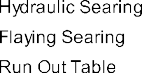 Hydraulic Searing
Flaying Searing
Run Out Table